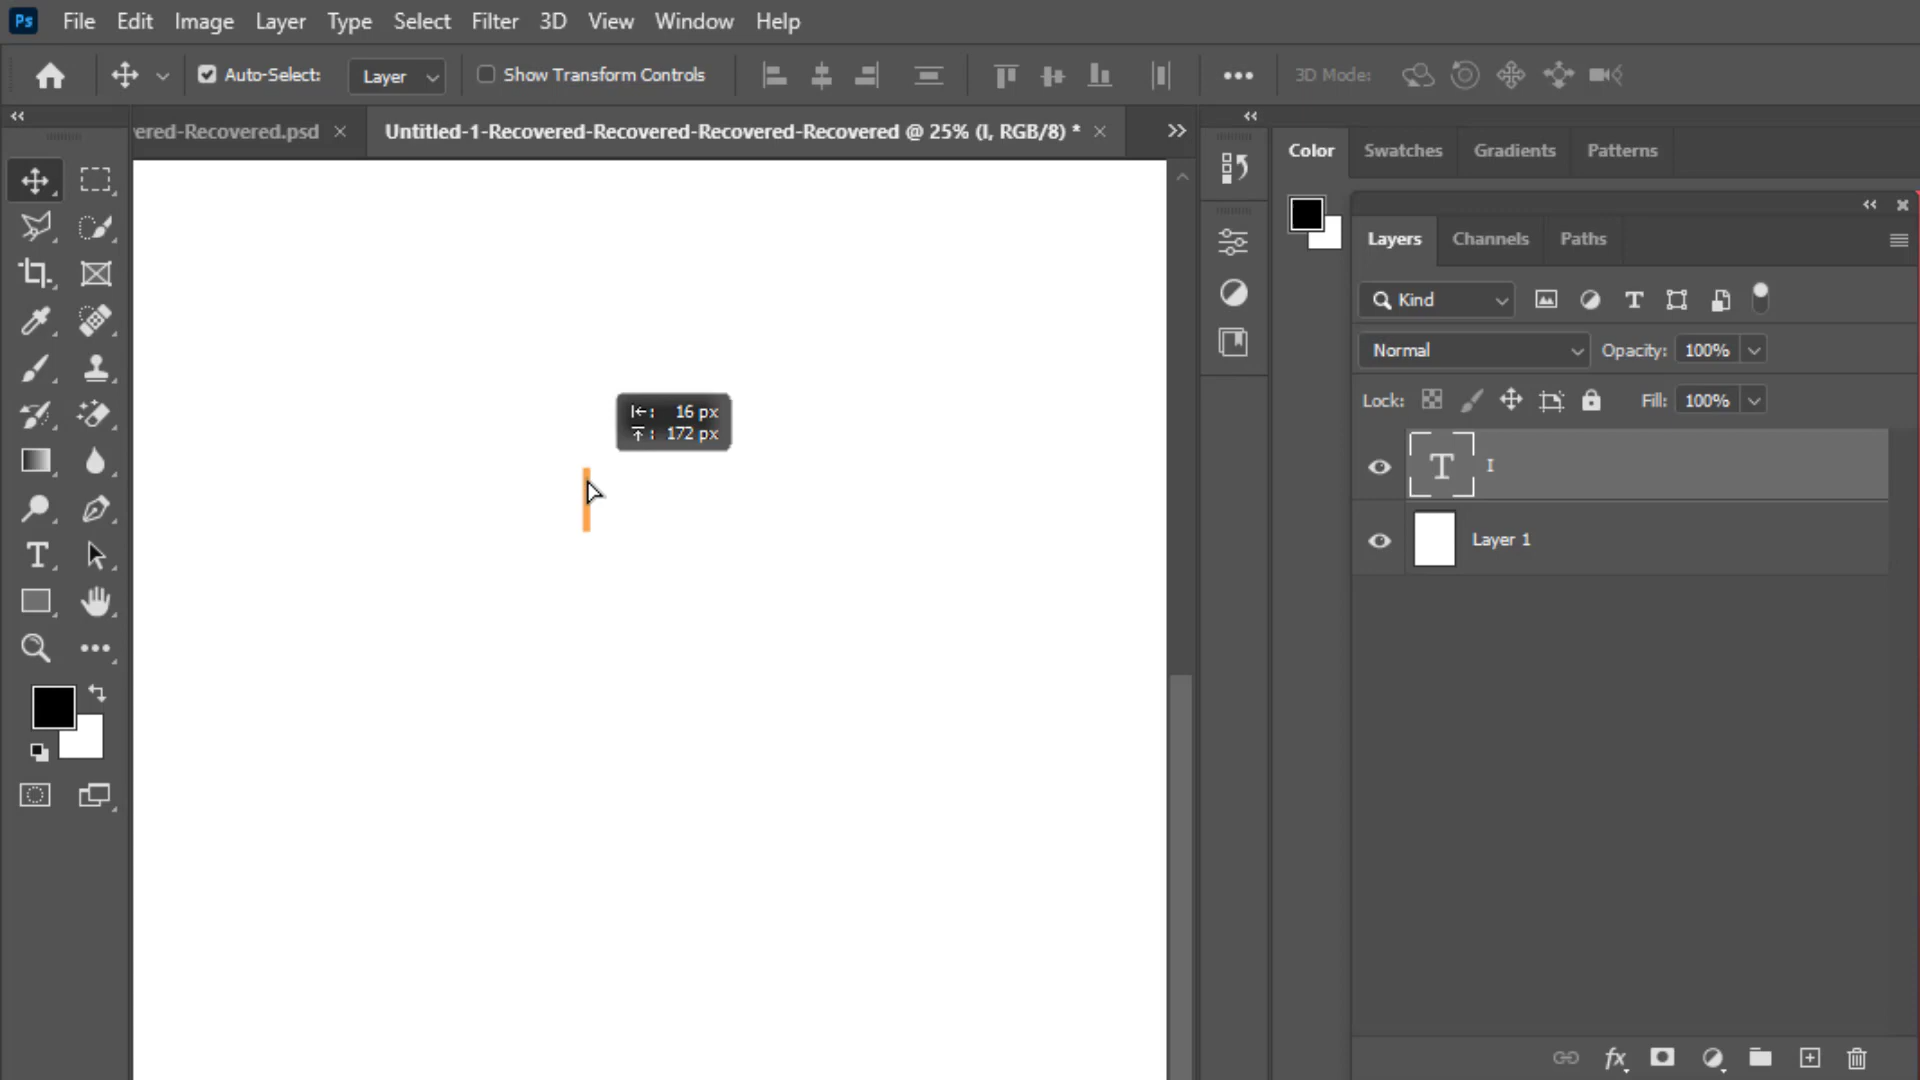 Ps File Edit Image Layer Type Select Filter 3D View Window Help
Auto-Select: Layer Show Transform Controls 3D Mode:
ered-Recovered.psd Untitled-1-Recovered-Recovered-Recovered-Recovered @ 25% (I, RGB/8) *
Color Swatches Gradients Patterns
Layers Channels Paths
Kind
Normal Opacity: 100%
Lock: Fill: 100%
16 px
172 px
T I
Layer 1
fx